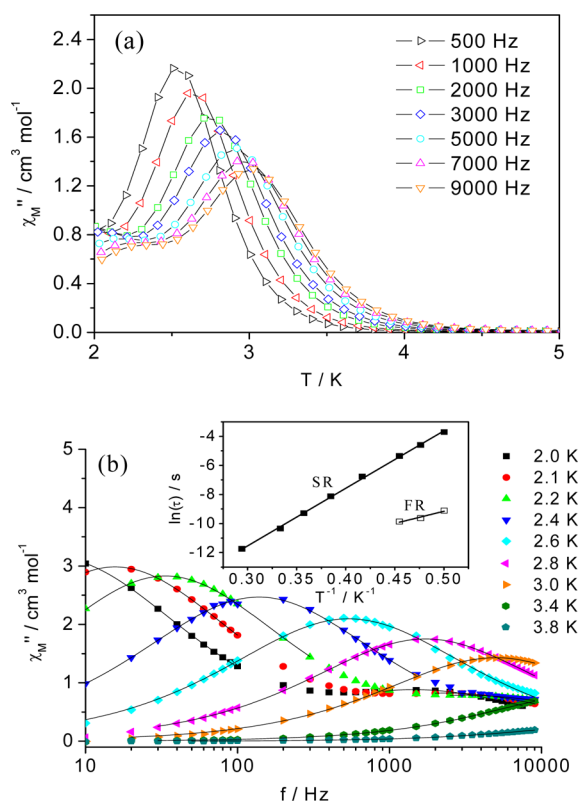 (a)
500 Hz
1000 Hz
2000 Hz
3000 Hz
5000 Hz
7000 Hz
9000 Hz
χM" / cm³ mol⁻¹
2.4
2.0
1.6
1.2
0.8
0.4
0.0
2 3 4 5
T / K
(b)
ln(τ) / s
-4
-6
-8
-10
-12
SR
FR
0.30 0.35 0.40 0.45 0.50
T⁻¹ / K⁻¹
2.0 K
2.1 K
2.2 K
2.4 K
2.6 K
2.8 K
3.0 K
3.4 K
3.8 K
χM" / cm³ mol⁻¹
5
4
3
2
1
0
10 100 1000 10000
f / Hz